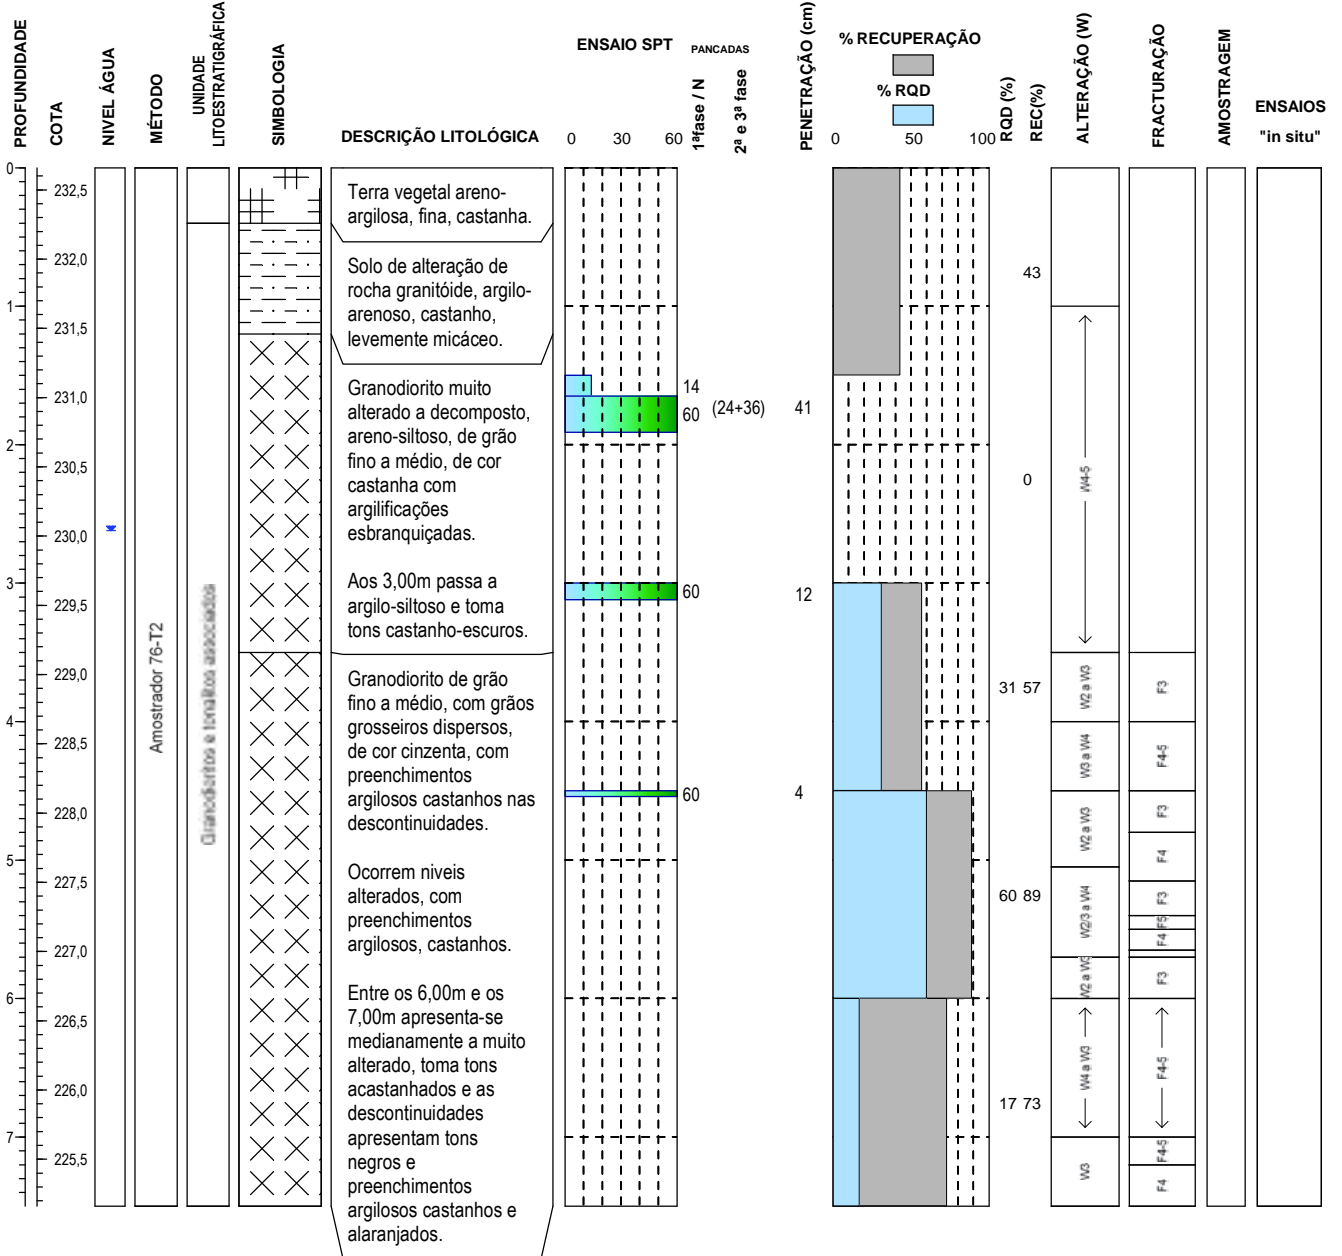 PROFUNDIDADE
COTA
NIVEL ÁGUA
MÉTODO
UNIDADE
LITOESTRATIGRÁFICA
SIMBOLOGIA
DESCRIÇÃO LITOLÓGICA
ENSAIO SPT
0 30 60
PANCADAS
1ªfase / N
2ª e 3ª fase
PENETRAÇÃO (cm)
% RECUPERAÇÃO
% RQD
0 50 100
RQD (%)
REC(%)
ALTERAÇÃO (W)
FRACTURAÇÃO
AMOSTRAGEM
ENSAIOS
"in situ"
0
1
2
3
4
5
6
7
232,5
232,0
231,5
231,0
230,5
230,0
229,5
229,0
228,5
228,0
227,5
227,0
226,5
226,0
225,5
Amostrador 76-T2
Granodioritos e tonalitos associados
Terra vegetal areno-
argilosa, fina, castanha.
Solo de alteração de
rocha granitóide, argilo-
arenoso, castanho,
levemente micáceo.
Granodiorito muito
alterado a decomposto,
areno-siltoso, de grão
fino a médio, de cor
castanha com
argilificações
esbranquiçadas.
Aos 3,00m passa a
argilo-siltoso e toma
tons castanho-escuros.
Granodiorito de grão
fino a médio, com grãos
grosseiros dispersos,
de cor cinzenta, com
preenchimentos
argilosos castanhos nas
descontinuidades.
Ocorrem niveis
alterados, com
preenchimentos
argilosos, castanhos.
Entre os 6,00m e os
7,00m apresenta-se
medianamente a muito
alterado, toma tons
acastanhados e as
descontinuidades
apresentam tons
negros e
preenchimentos
argilosos castanhos e
alaranjados.
14
60 (24+36) 41
60 12
60 4
43
0
31 57
60 89
17 73
W4-5
W2 a W3
W3 a W4
W2 a W3
W2/3 a W4
W2 a W3
W4 a W3
W3
F3
F4-5
F3
F4
F3
F5
F4
F3
F4-5
F4-5
F4